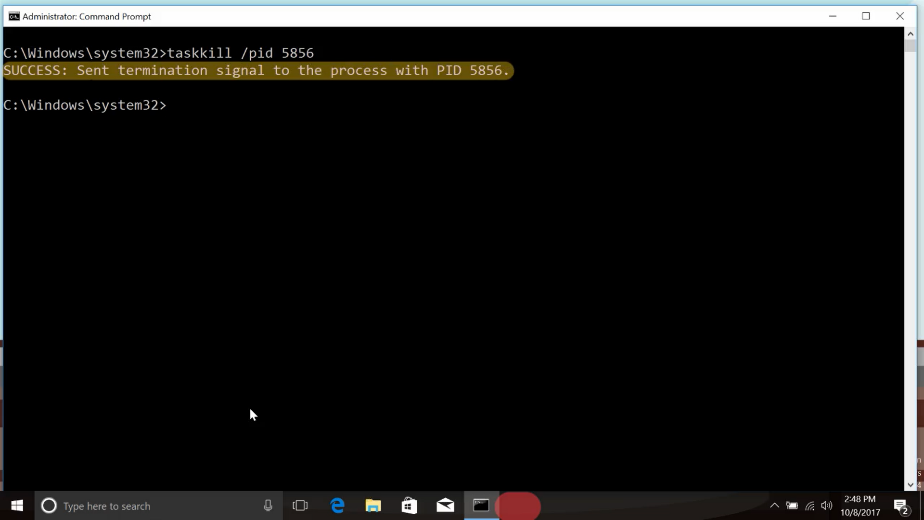 Administrator: Command Prompt
C:\Windows\system32>taskkill /pid 5856
SUCCESS: Sent termination signal to the process with PID 5856.
C:\Windows\system32>
Type here to search
2:48 PM
10/8/2017
2